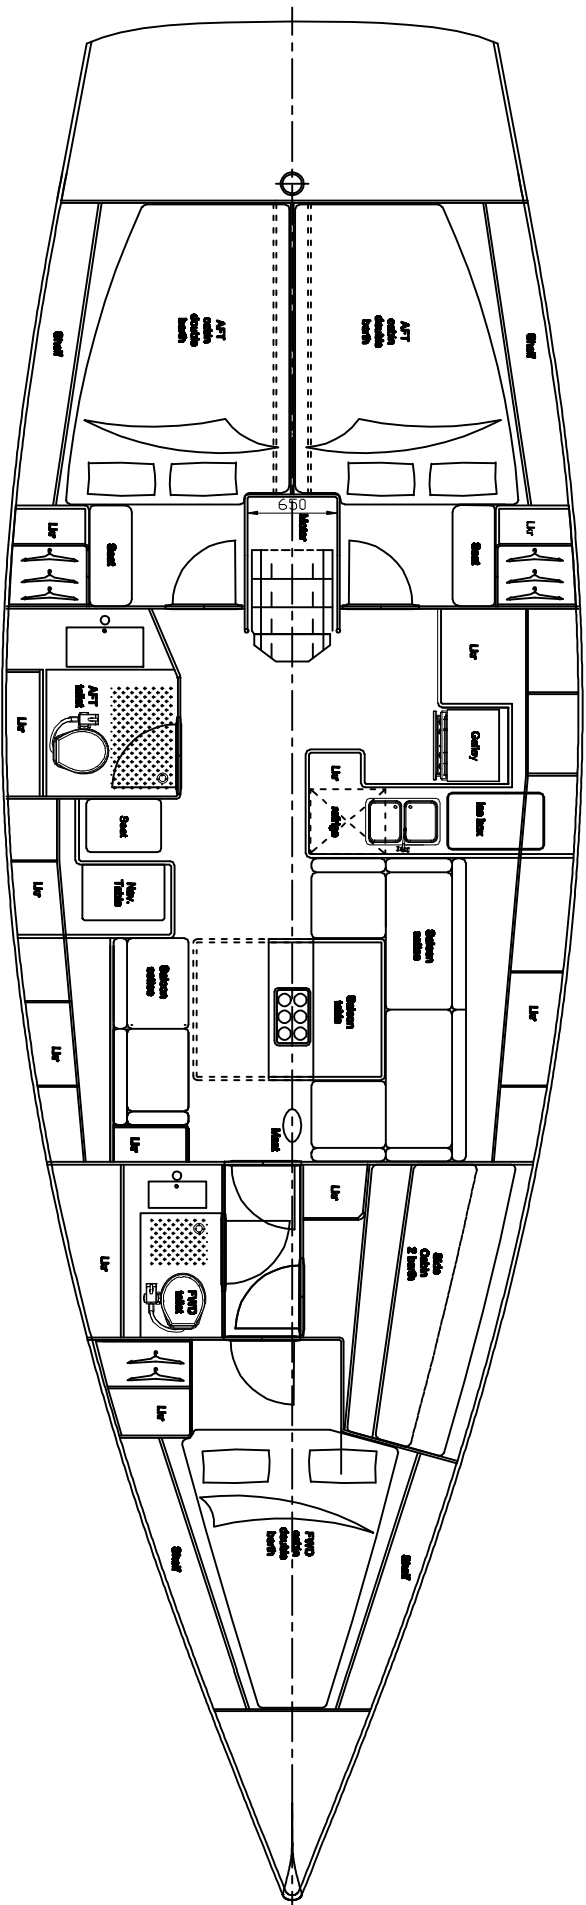 AFT
cabin
double
berth
AFT
cabin
double
berth
Shelf
Shelf
650
Motor
Lkr
Seat
Seat
Lkr
AFT
toilet
Lkr
Lkr
Galley
Lkr
fridge
Ice box
Seat
Nav.
Table
Lkr
Saloon
settee
Saloon
settee
Saloon
table
Lkr
Lkr
Mast
Lkr
Lkr
Side
Cabin
2 berth
Lkr
FWD
toilet
Lkr
FWD
cabin
double
berth
Shelf
Shelf